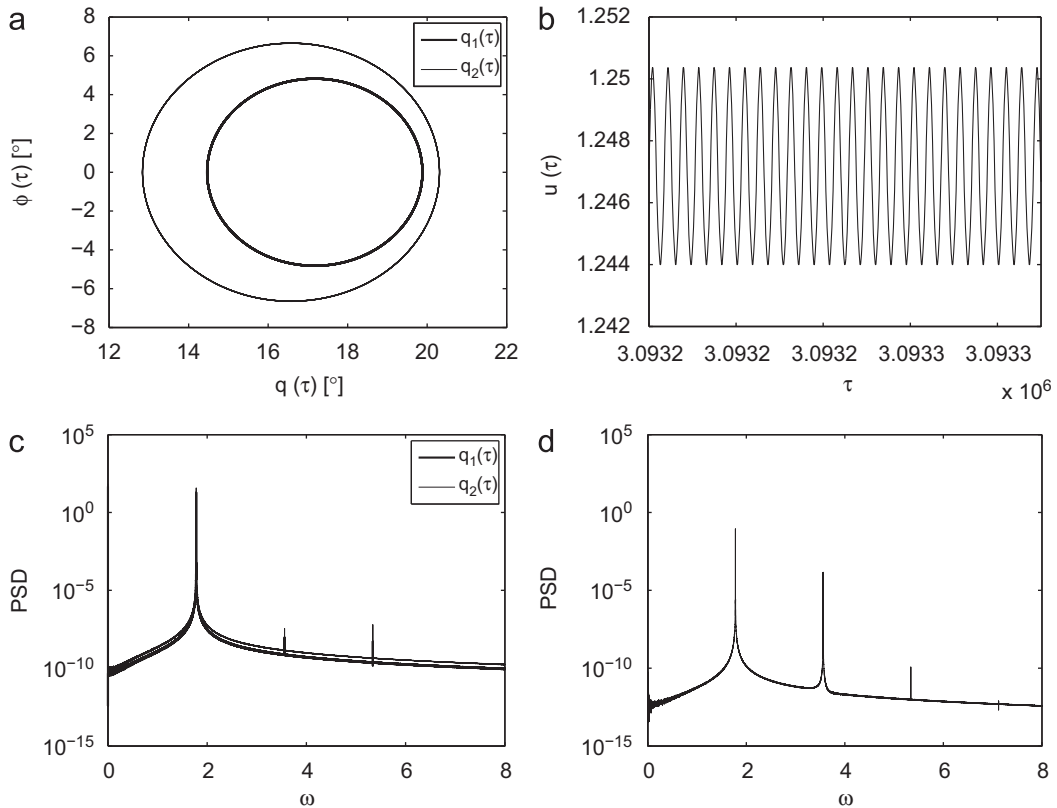 a
8
6
4
2
0
−2
−4
−6
−8
12 14 16 18 20 22
ϕ (τ) [°]
q (τ) [°]
q₁(τ)
q₂(τ)
b
1.252
1.25
1.248
1.246
1.244
1.242
3.0932 3.0932 3.0932 3.0933 3.0933
u (τ)
τ
x 10⁶
c
10⁵
10⁰
10⁻⁵
10⁻¹⁰
10⁻¹⁵
0 2 4 6 8
PSD
ω
q₁(τ)
q₂(τ)
d
10⁵
10⁰
10⁻⁵
10⁻¹⁰
10⁻¹⁵
0 2 4 6 8
PSD
ω